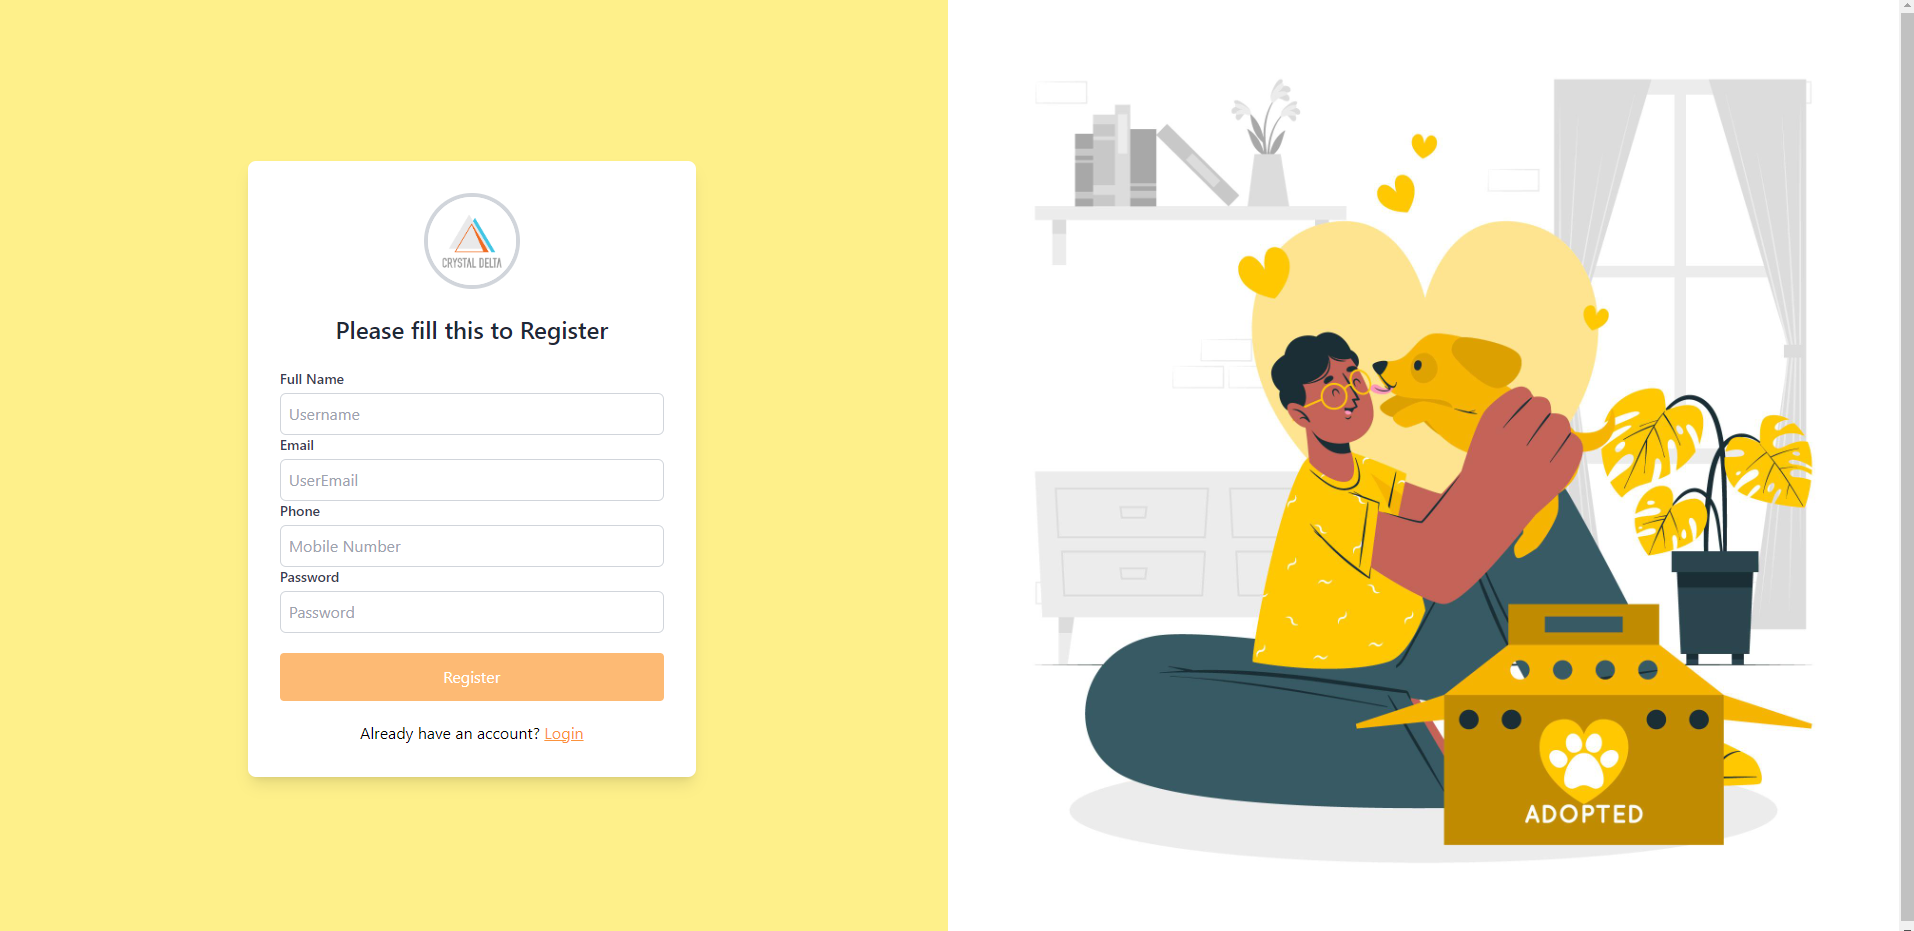 CRYSTAL DELTA
Please fill this to Register
Full Name
Username
Email
UserEmail
Phone
Mobile Number
Password
Password
Register
Already have an account? Login
ADOPTED